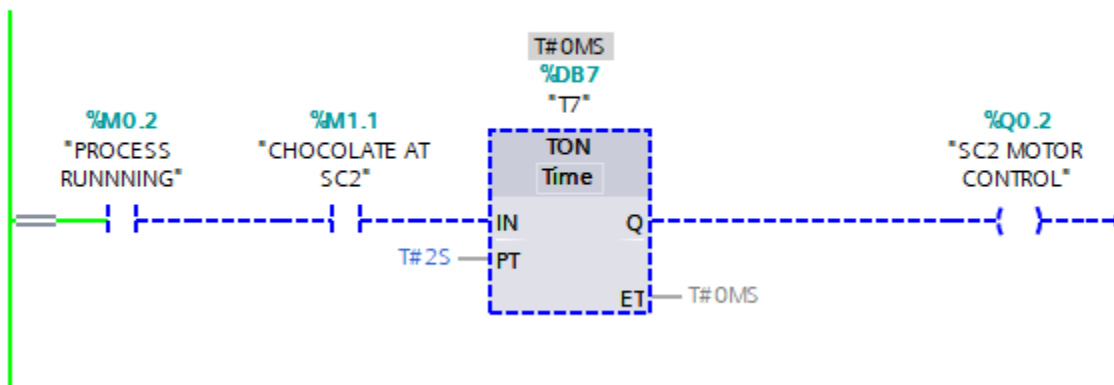 T#0MS
%DB7
"T7"
%M0.2
"PROCESS
RUNNNING"
%M1.1
"CHOCOLATE AT
SC2"
TON
Time
%Q0.2
"SC2 MOTOR
CONTROL"
IN
Q
T#2S
PT
ET
T#0MS